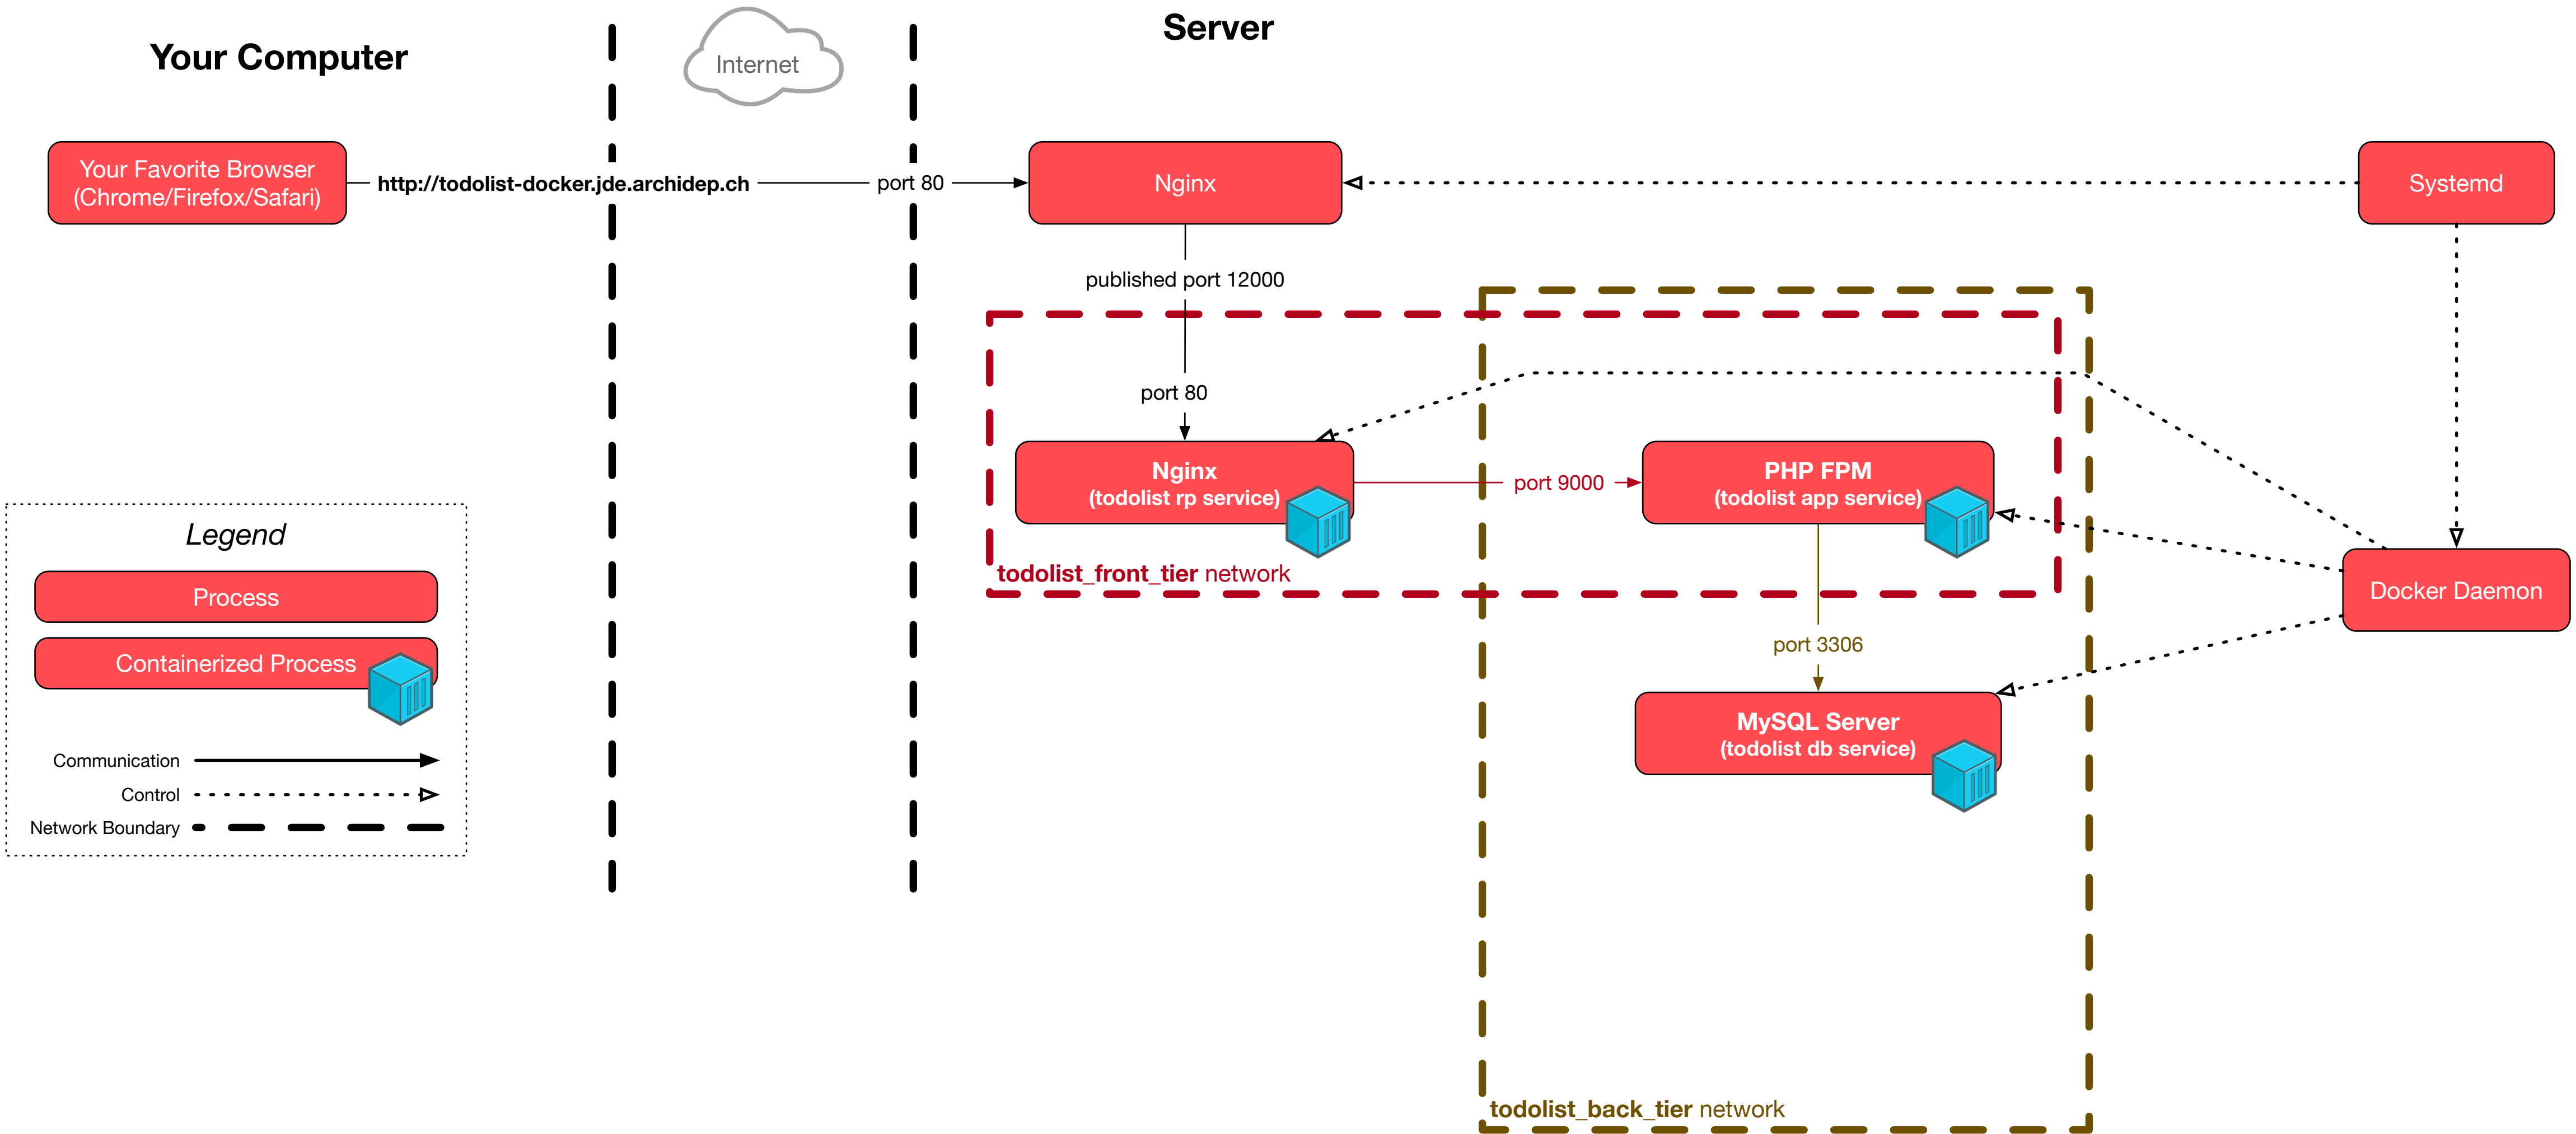 Your Computer
Internet
Server
Your Favorite Browser
(Chrome/Firefox/Safari)
http://todolist-docker.jde.archidep.ch
port 80
Nginx
Systemd
published port 12000
port 80
Nginx
(todolist rp service)
port 9000
PHP FPM
(todolist app service)
todolist_front_tier network
Docker Daemon
port 3306
MySQL Server
(todolist db service)
todolist_back_tier network
Legend
Process
Containerized Process
Communication
Control
Network Boundary